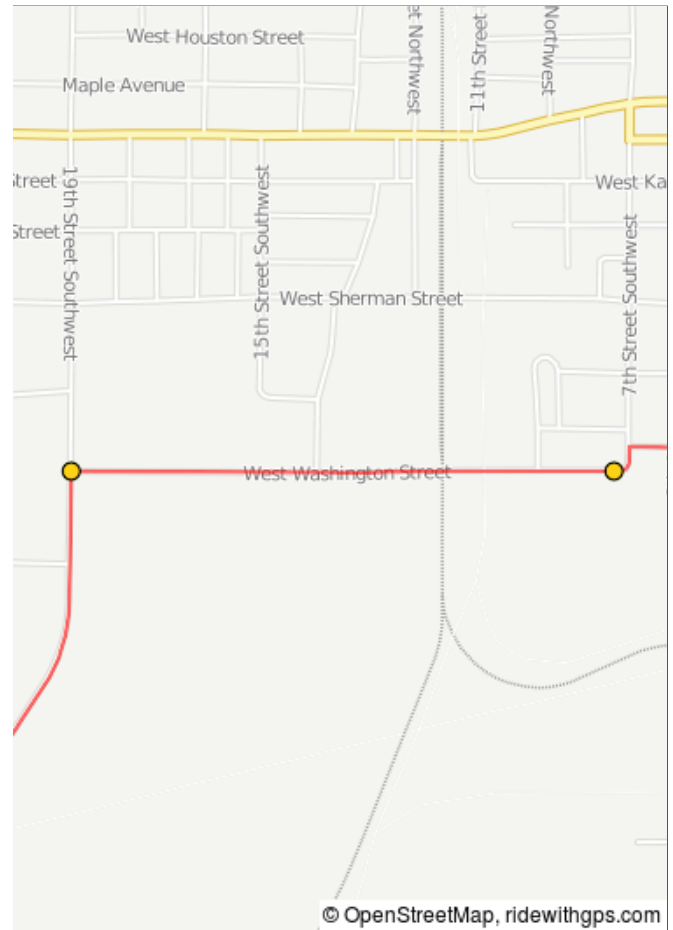 West Houston Street
et Northwest
11th Street
Northwest
Maple Avenue
Street
19th Street Southwest
15th Street Southwest
West Ka
Street
7th Street Southwest
West Sherman Street
West Washington Street
© OpenStreetMap, ridewithgps.com